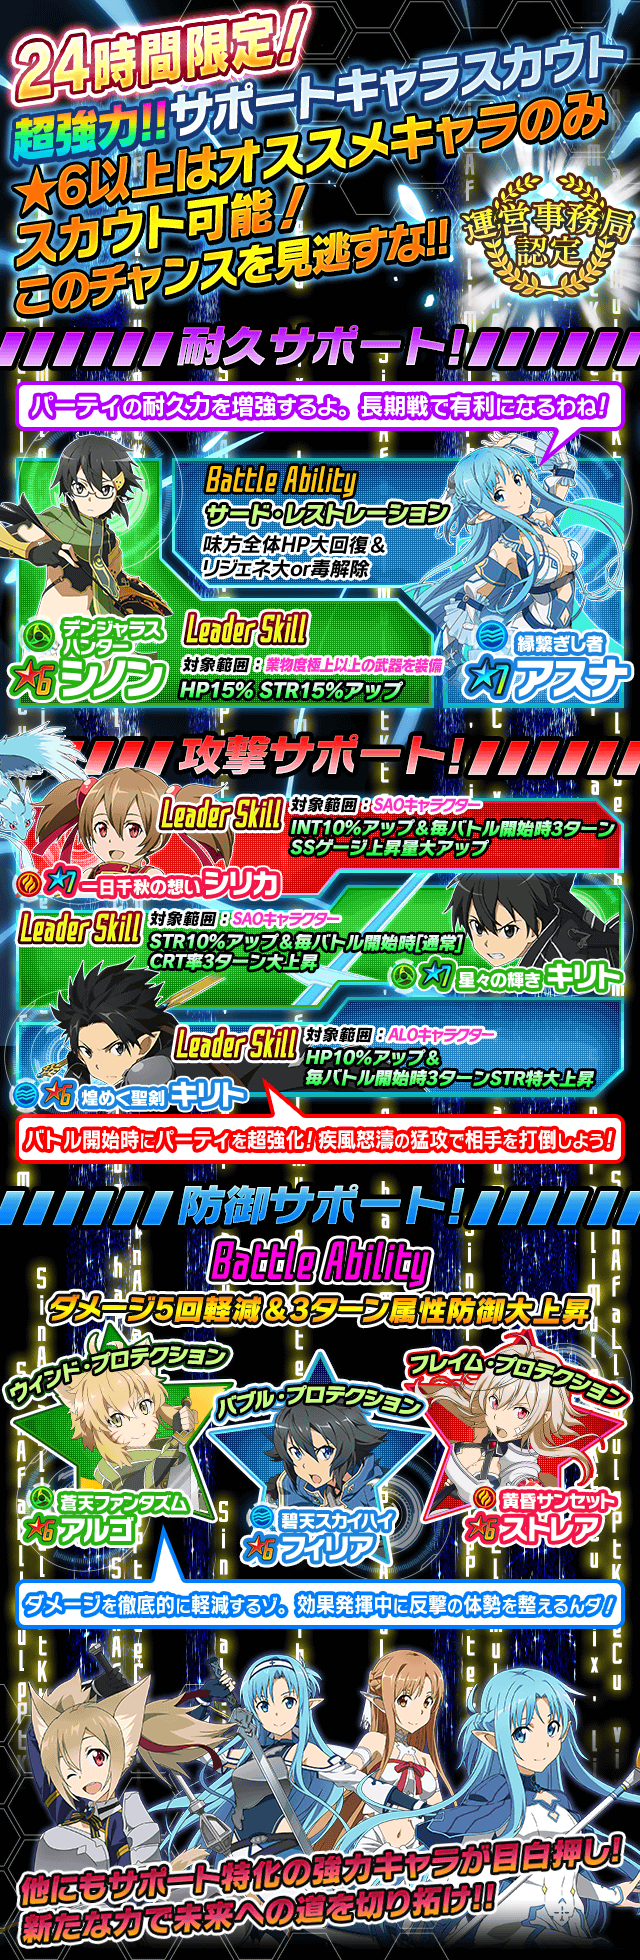 24時間限定!
超強力!!サポートキャラスカウト
★6以上はオススメキャラのみ
スカウト可能!
このチャンスを見逃すな!!
運営事務局
認定
耐久サポート!
パーティの耐久力を増強するよ。長期戦で有利になるわね!
Battle Ability
サード・レストレーション
味方全体HP大回復&
リジェネ大or毒解除
デンジャラス
ハンター
★6 シノン
Leader Skill
対象範囲:業物度極上以上の武器を装備
HP15% STR15%アップ
縁繋ぎし者
★7 アスナ
攻撃サポート!
Leader Skill
対象範囲:SAOキャラクター
INT10%アップ&毎バトル開始時3ターン
SSゲージ上昇量大アップ
★7 一日千秋の想い シリカ
Leader Skill
対象範囲:SAOキャラクター
STR10%アップ&毎バトル開始時[通常]
CRT率3ターン大上昇
★7 星々の輝き キリト
Leader Skill
対象範囲:ALOキャラクター
HP10%アップ&
毎バトル開始時3ターンSTR特大上昇
★6 煌めく聖剣 キリト
バトル開始時にパーティを超強化!疾風怒濤の猛攻で相手を打倒しよう!
防御サポート!
Battle Ability
ダメージ5回軽減&3ターン属性防御大上昇
ウィンド・プロテクション
蒼天ファンタズム
★6 アルゴ
バブル・プロテクション
碧天スカイハイ
★6 フィリア
フレイム・プロテクション
黄昏サンセット
★6 ストレア
ダメージを徹底的に軽減するゾ。効果発揮中に反撃の体勢を整えるんダ!
他にもサポート特化の強力キャラが目白押し!
新たな力で未来への道を切り拓け!!